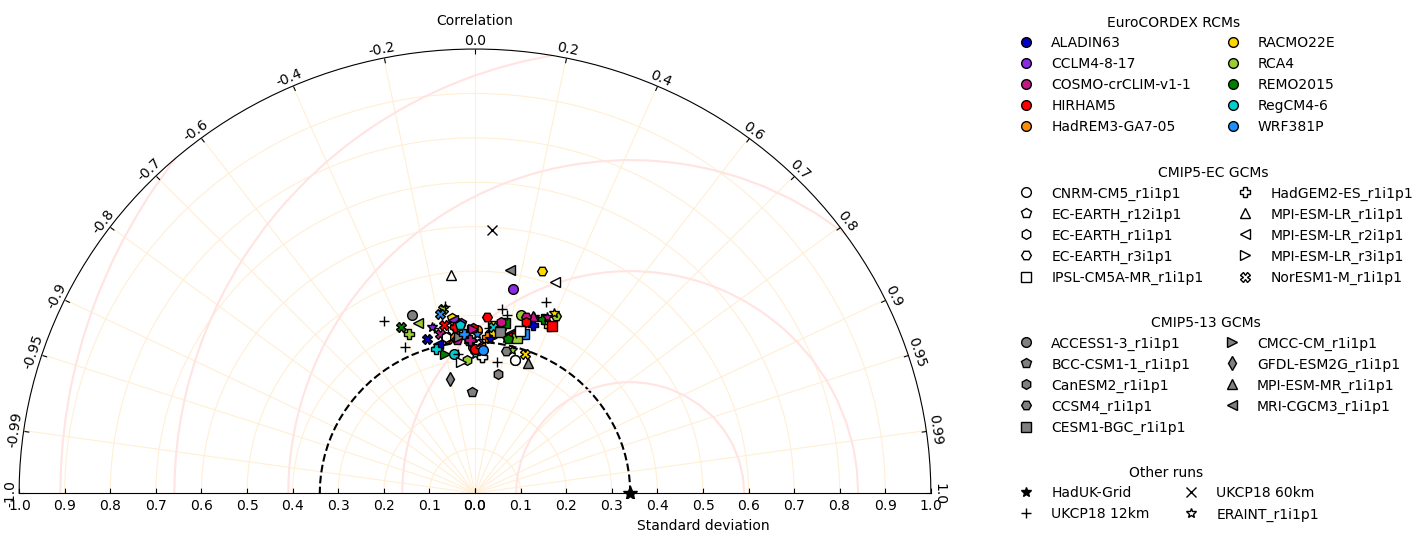 Correlation
-1.0
-0.99
-0.95
-0.9
-0.8
-0.7
-0.6
-0.4
-0.2
0.0
0.2
0.4
0.6
0.7
0.8
0.9
0.95
0.99
1.0
1.0 0.9 0.8 0.7 0.6 0.5 0.4 0.3 0.2 0.1 0.0 0.1 0.2 0.3 0.4 0.5 0.6 0.7 0.8 0.9 1.0
Standard deviation
EuroCORDEX RCMs
ALADIN63
CCLM4-8-17
COSMO-crCLIM-v1-1
HIRHAM5
HadREM3-GA7-05
RACMO22E
RCA4
REMO2015
RegCM4-6
WRF381P
CMIP5-EC GCMs
CNRM-CM5_r1i1p1
EC-EARTH_r12i1p1
EC-EARTH_r1i1p1
EC-EARTH_r3i1p1
IPSL-CM5A-MR_r1i1p1
HadGEM2-ES_r1i1p1
MPI-ESM-LR_r1i1p1
MPI-ESM-LR_r2i1p1
MPI-ESM-LR_r3i1p1
NorESM1-M_r1i1p1
CMIP5-13 GCMs
ACCESS1-3_r1i1p1
BCC-CSM1-1_r1i1p1
CanESM2_r1i1p1
CCSM4_r1i1p1
CESM1-BGC_r1i1p1
CMCC-CM_r1i1p1
GFDL-ESM2G_r1i1p1
MPI-ESM-MR_r1i1p1
MRI-CGCM3_r1i1p1
Other runs
HadUK-Grid
UKCP18 12km
UKCP18 60km
ERAINT_r1i1p1